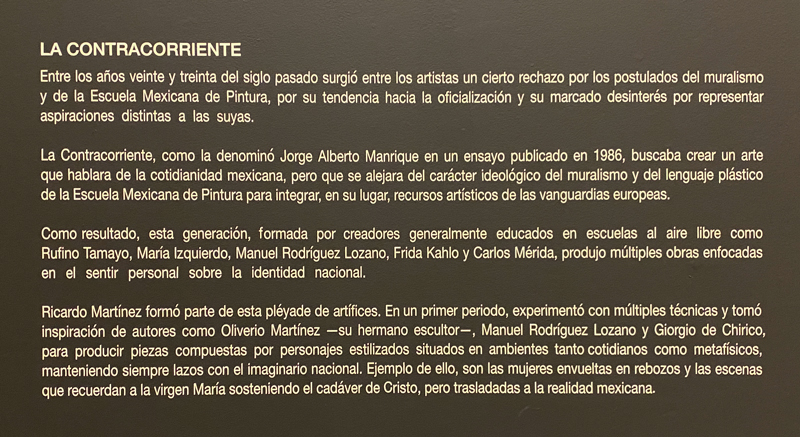 LA CONTRACORRIENTE
Entre los años veinte y treinta del siglo pasado surgió entre los artistas un cierto rechazo por los postulados del muralismo
y de la Escuela Mexicana de Pintura, por su tendencia hacia la oficialización y su marcado desinterés por representar
aspiraciones distintas a las suyas.
La Contracorriente, como la denominó Jorge Alberto Manrique en un ensayo publicado en 1986, buscaba crear un arte
que hablara de la cotidianidad mexicana, pero que se alejara del carácter ideológico del muralismo y del lenguaje plástico
de la Escuela Mexicana de Pintura para integrar, en su lugar, recursos artísticos de las vanguardias europeas.
Como resultado, esta generación, formada por creadores generalmente educados en escuelas al aire libre como
Rufino Tamayo, María Izquierdo, Manuel Rodríguez Lozano, Frida Kahlo y Carlos Mérida, produjo múltiples obras enfocadas
en el sentir personal sobre la identidad nacional.
Ricardo Martínez formó parte de esta pléyade de artífices. En un primer periodo, experimentó con múltiples técnicas y tomó
inspiración de autores como Oliverio Martínez —su hermano escultor—, Manuel Rodríguez Lozano y Giorgio de Chirico,
para producir piezas compuestas por personajes estilizados situados en ambientes tanto cotidianos como metafísicos,
manteniendo siempre lazos con el imaginario nacional. Ejemplo de ello, son las mujeres envueltas en rebozos y las escenas
que recuerdan a la virgen María sosteniendo el cadáver de Cristo, pero trasladadas a la realidad mexicana.